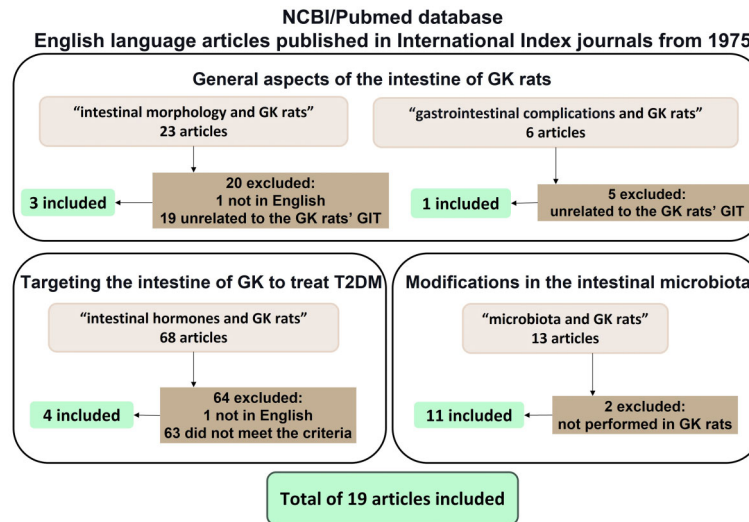 NCBI/Pubmed database
English language articles published in International Index journals from 1975
General aspects of the intestine of GK rats
“intestinal morphology and GK rats”
23 articles
“gastrointestinal complications and GK rats”
6 articles
3 included
20 excluded:
1 not in English
19 unrelated to the GK rats’ GIT
1 included
5 excluded:
unrelated to the GK rats’ GIT
Targeting the intestine of GK to treat T2DM
“intestinal hormones and GK rats”
68 articles
4 included
64 excluded:
1 not in English
63 did not meet the criteria
Modifications in the intestinal microbiota
“microbiota and GK rats”
13 articles
11 included
2 excluded:
not performed in GK rats
Total of 19 articles included